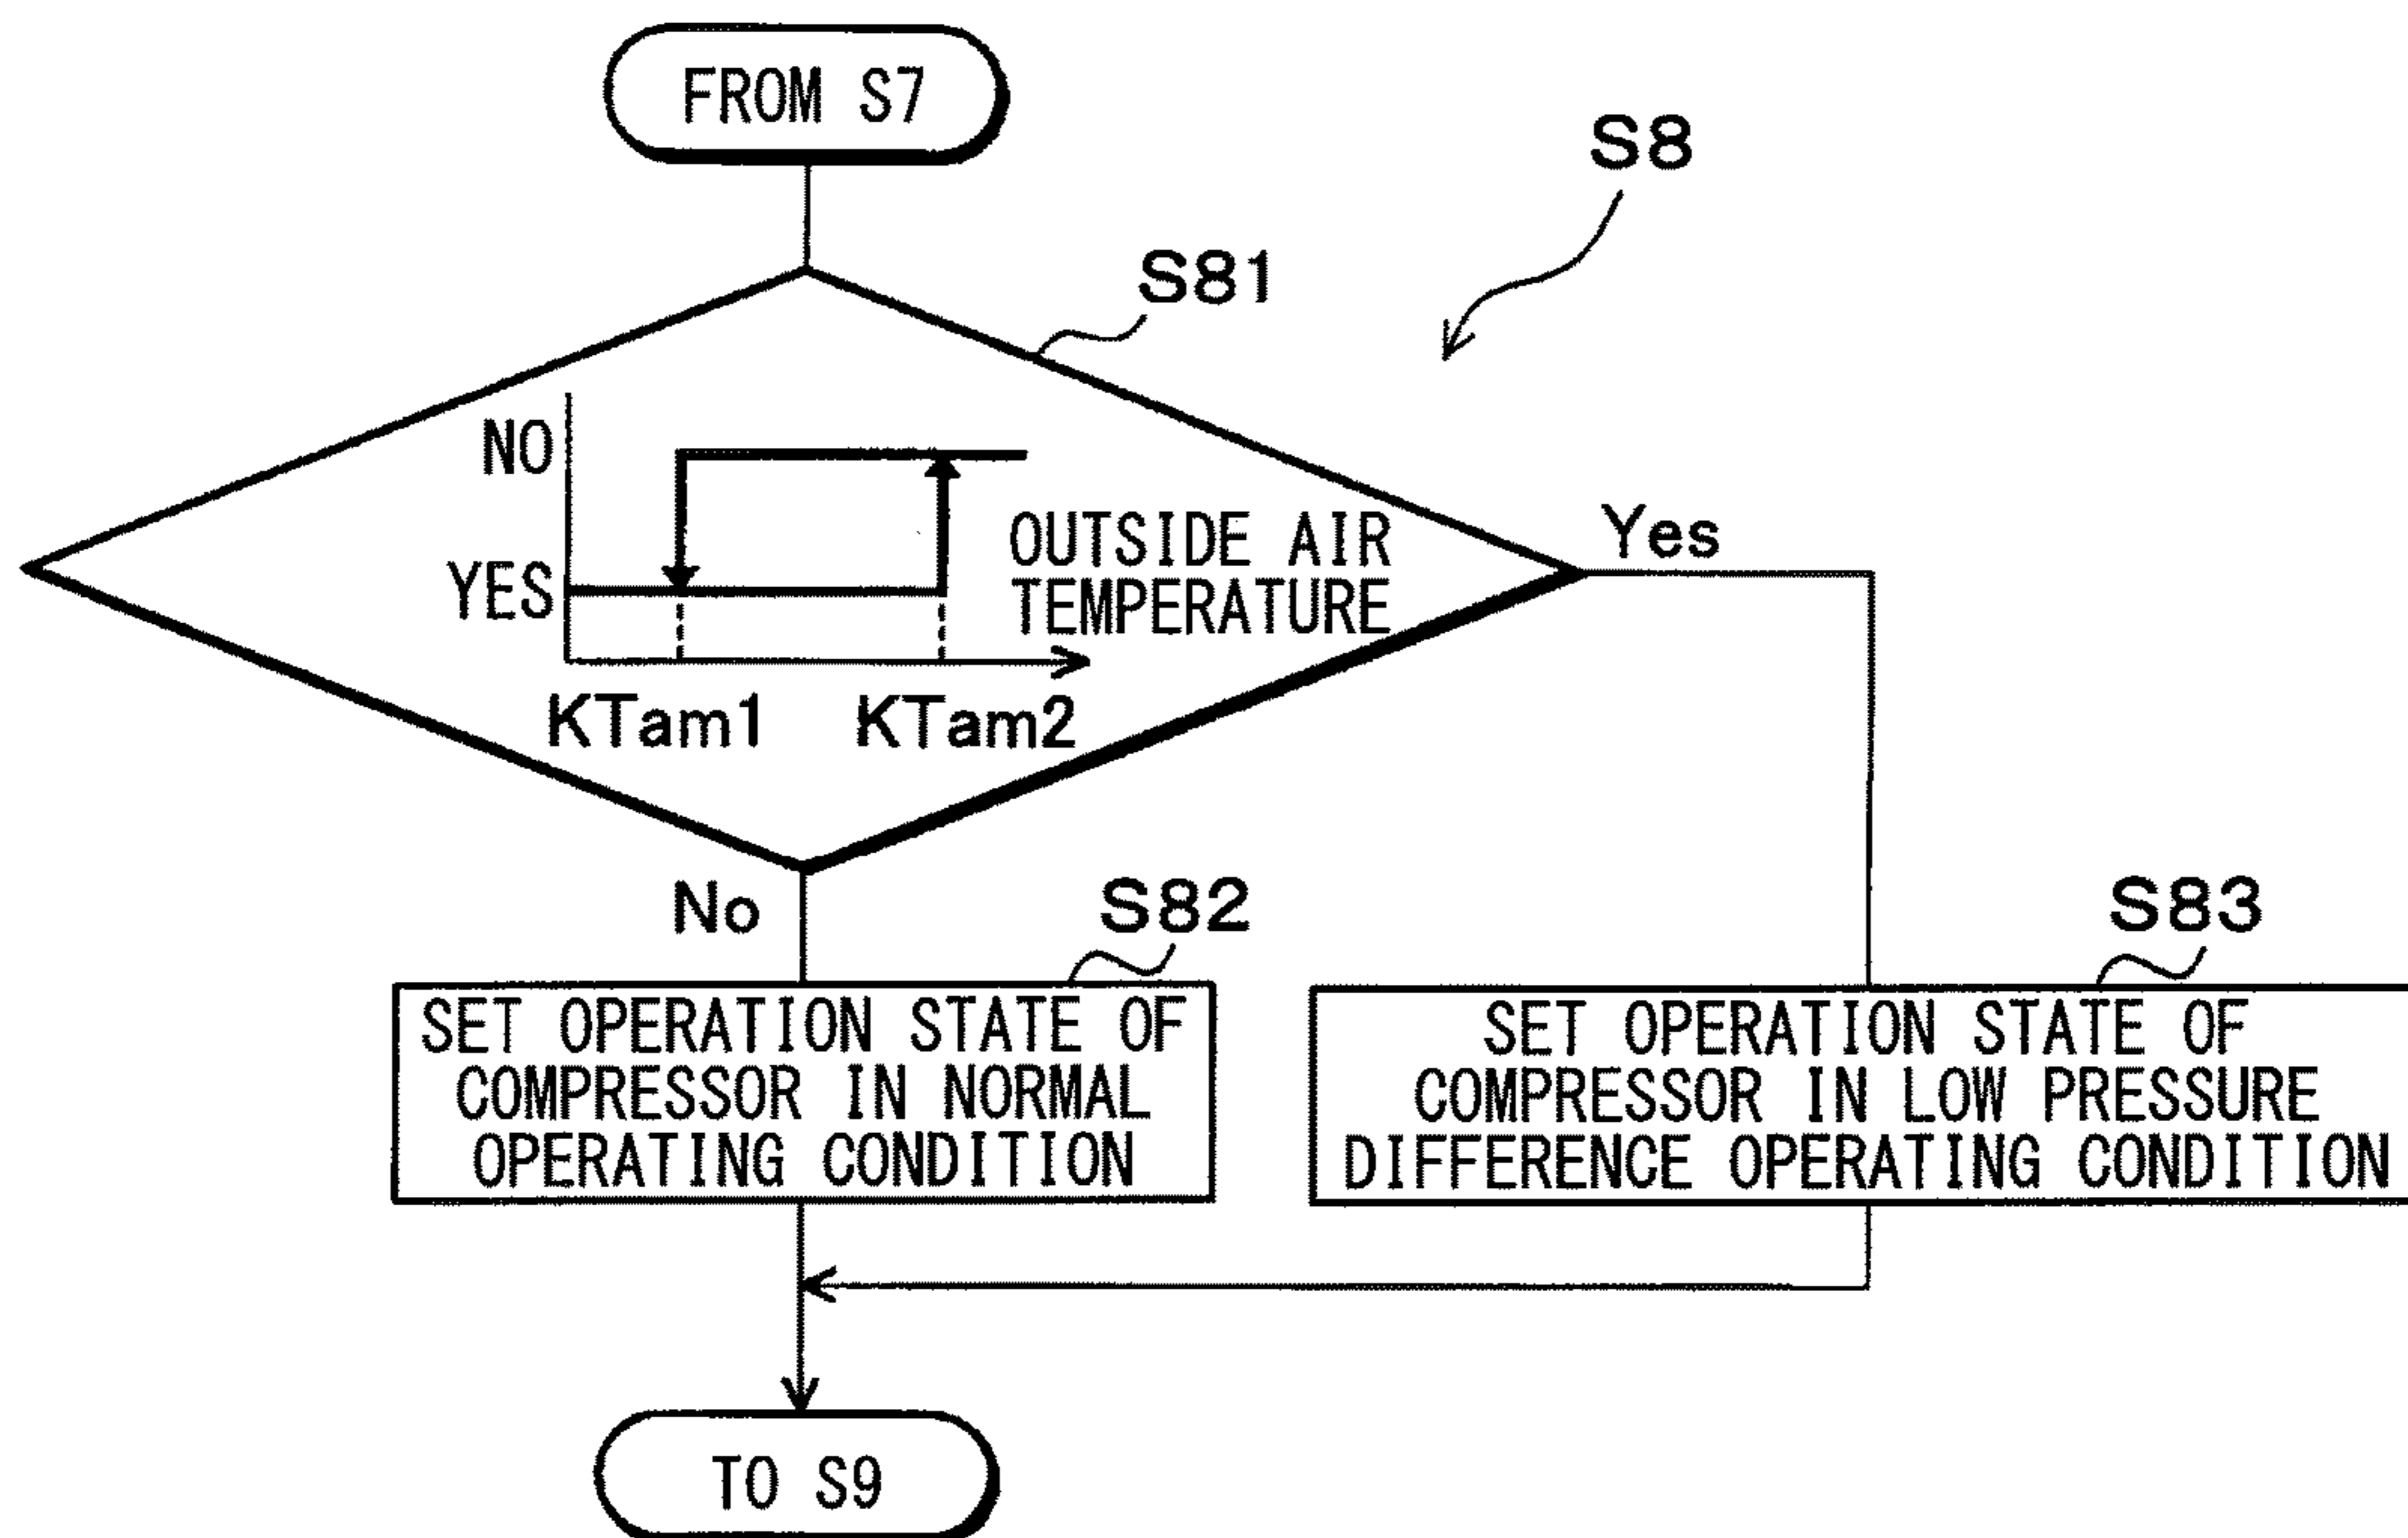 FROM S7
S8
S81
NO
YES
OUTSIDE AIR
TEMPERATURE
KTam1
KTam2
Yes
No
S82
SET OPERATION STATE OF
COMPRESSOR IN NORMAL
OPERATING CONDITION
S83
SET OPERATION STATE OF
COMPRESSOR IN LOW PRESSURE
DIFFERENCE OPERATING CONDITION
TO S9